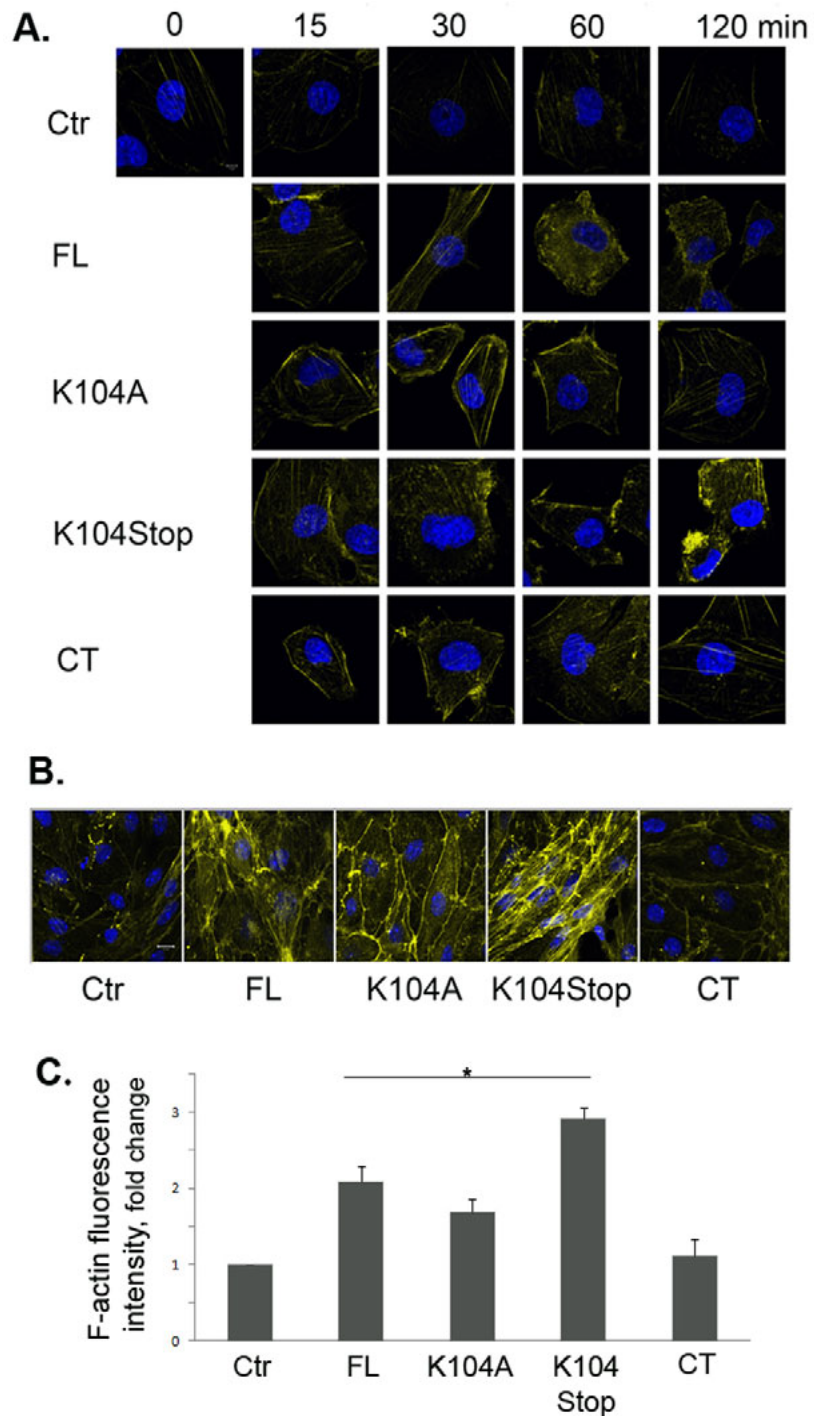 A.
0 15 30 60 120 min
Ctr
FL
K104A
K104Stop
CT
B.
Ctr FL K104A K104Stop CT
C.
F-actin fluorescence
intensity, fold change
*
3
2
1
0
Ctr FL K104A K104 CT
Stop